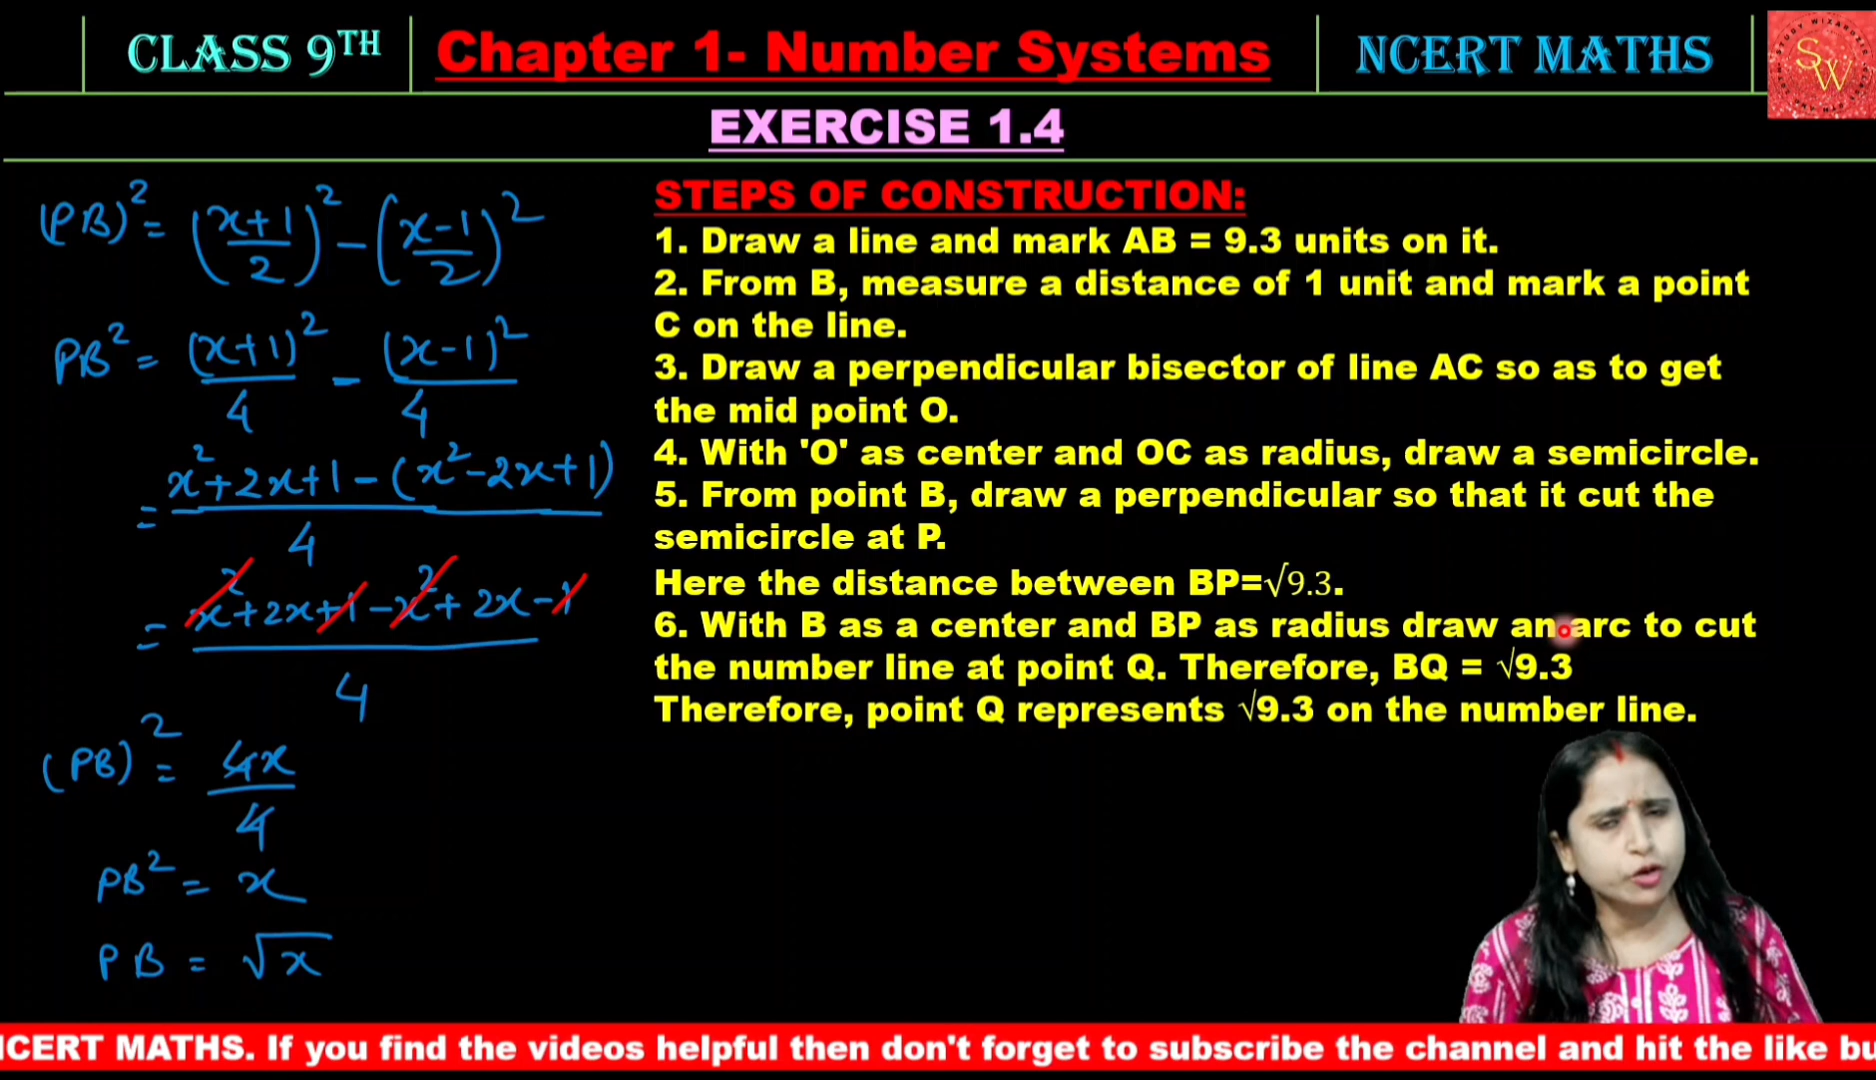 CLASS 9TH
Chapter 1- Number Systems
NCERT MATHS
SW
EXERCISE 1.4
(PB)² = ((x+1)/2)² - ((x-1)/2)²
PB² = (x+1)²/4 - (x-1)²/4
= (x²+2x+1-(x²-2x+1))/4
= (x²+2x+1-x²+2x-1)/4
(PB)² = 4x/4
PB² = x
PB = √x
STEPS OF CONSTRUCTION:
1. Draw a line and mark AB = 9.3 units on it.
2. From B, measure a distance of 1 unit and mark a point
C on the line.
3. Draw a perpendicular bisector of line AC so as to get
the mid point O.
4. With 'O' as center and OC as radius, draw a semicircle.
5. From point B, draw a perpendicular so that it cut the
semicircle at P.
Here the distance between BP=√9.3.
6. With B as a center and BP as radius draw an arc to cut
the number line at point Q. Therefore, BQ = √9.3
Therefore, point Q represents √9.3 on the number line.
NCERT MATHS. If you find the videos helpful then don't forget to subscribe the channel and hit the like bu